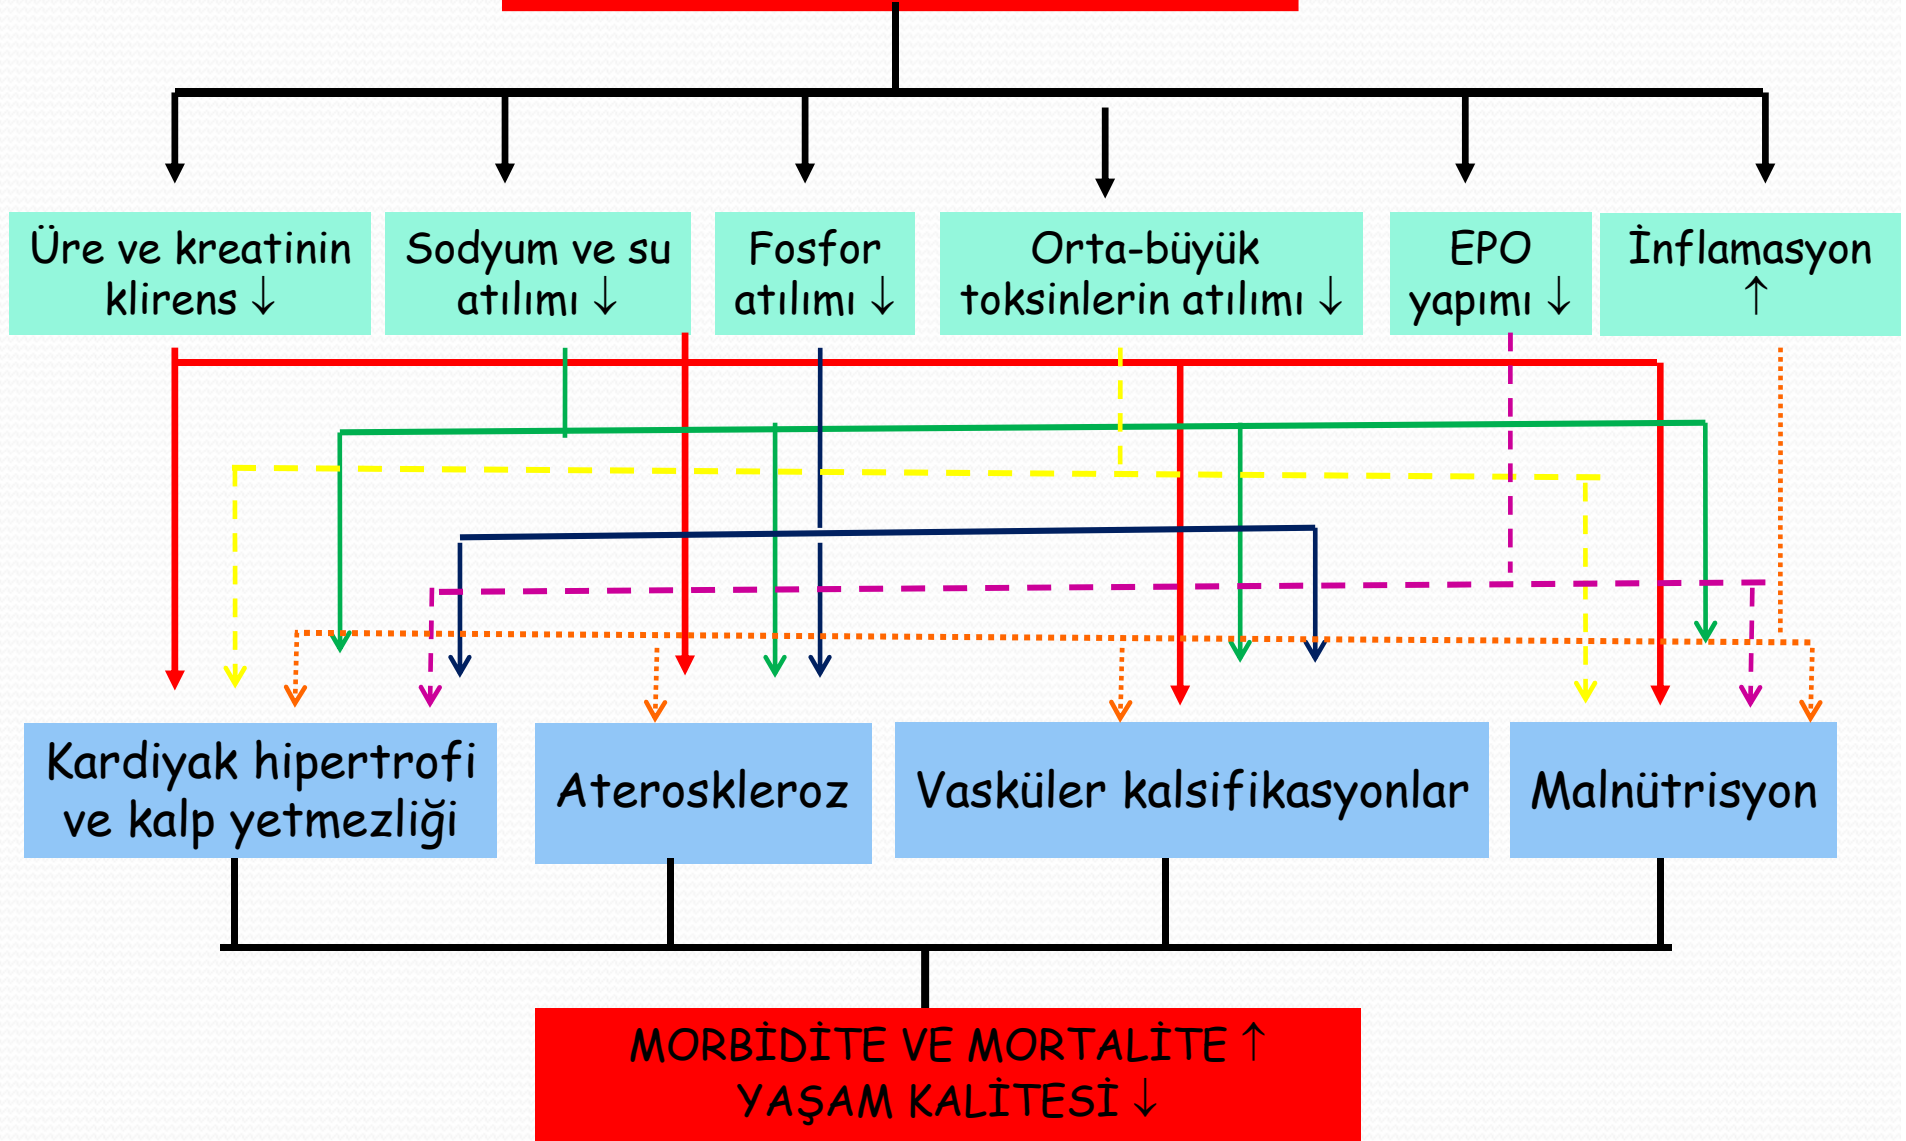 Üre ve kreatinin
klirens ↓
Sodyum ve su
atılımı ↓
Fosfor
atılımı ↓
Orta-büyük
toksinlerin atılımı ↓
EPO
yapımı ↓
İnflamasyon
↑
Kardiyak hipertrofi
ve kalp yetmezliği
Ateroskleroz
Vasküler kalsifikasyonlar
Malnütrisyon
MORBİDİTE VE MORTALİTE ↑
YAŞAM KALİTESİ ↓